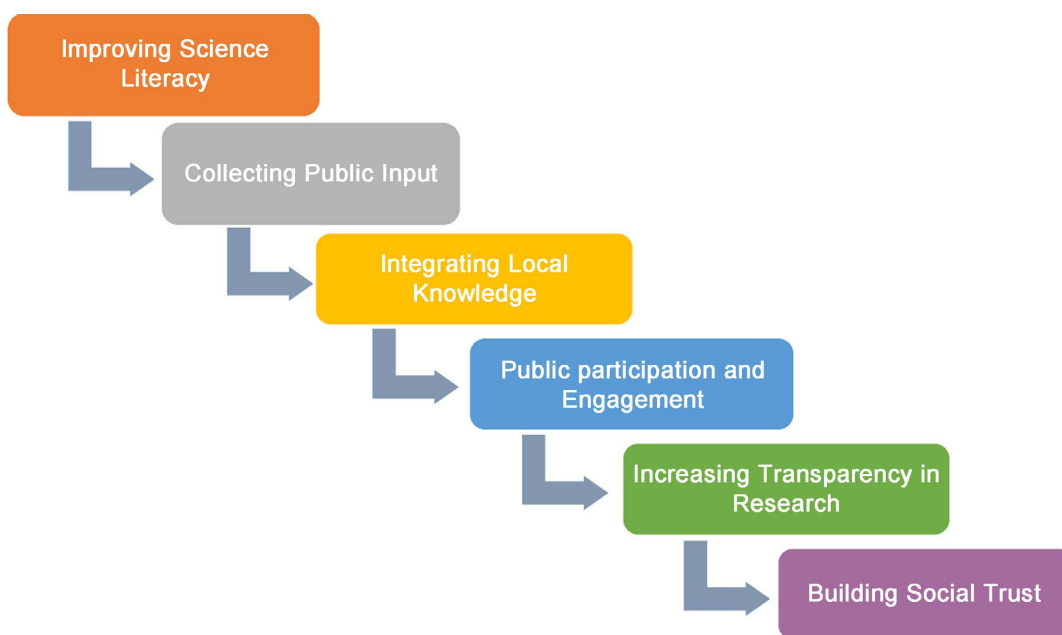 Improving Science
Literacy
Collecting Public Input
Integrating Local
Knowledge
Public participation and
Engagement
Increasing Transparency in
Research
Building Social Trust